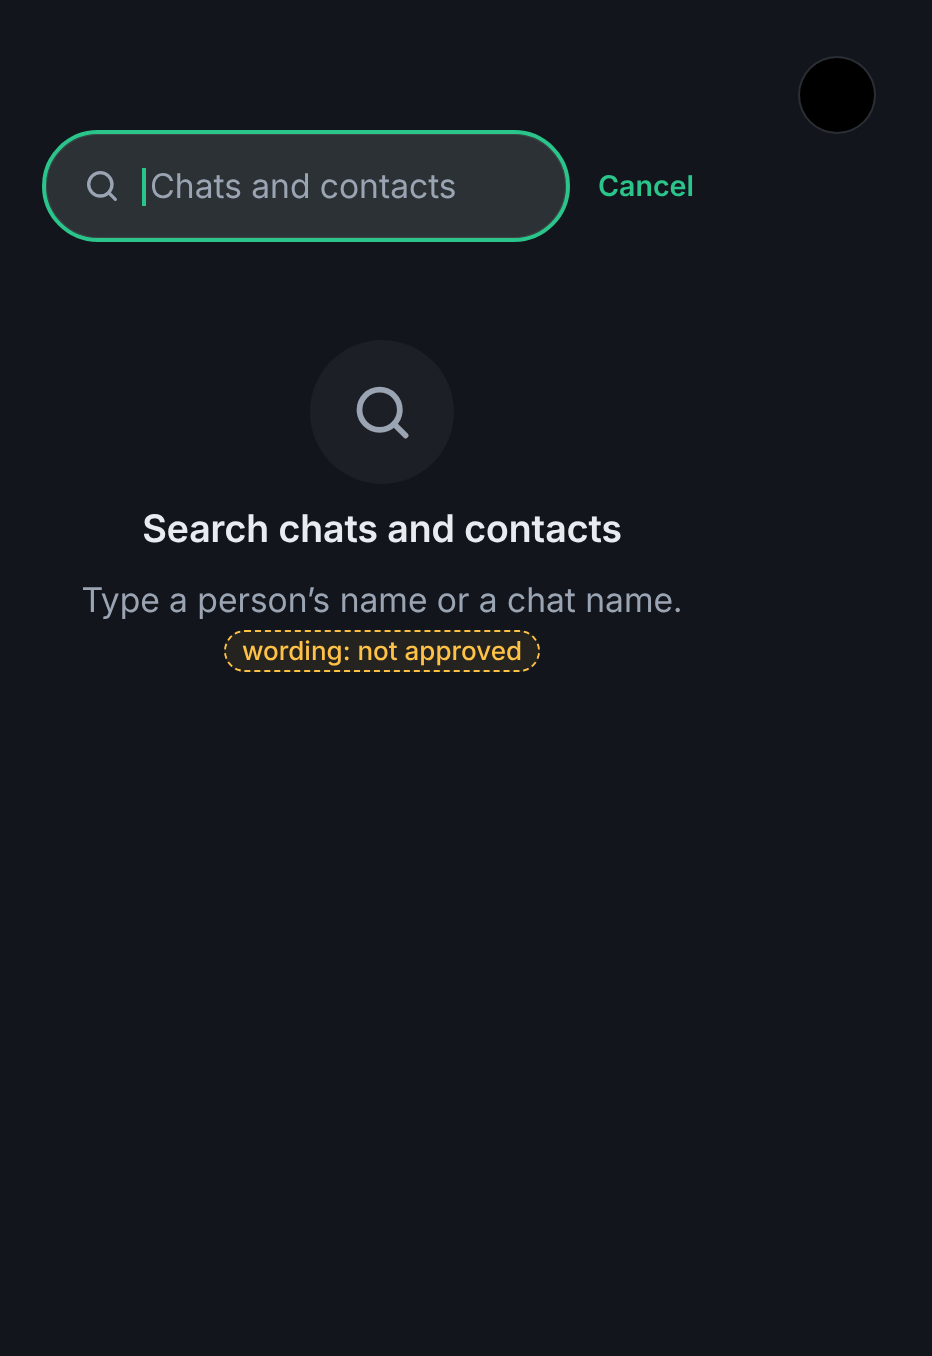 Chats and contacts
Cancel
Search chats and contacts
Type a person’s name or a chat name.
wording: not approved